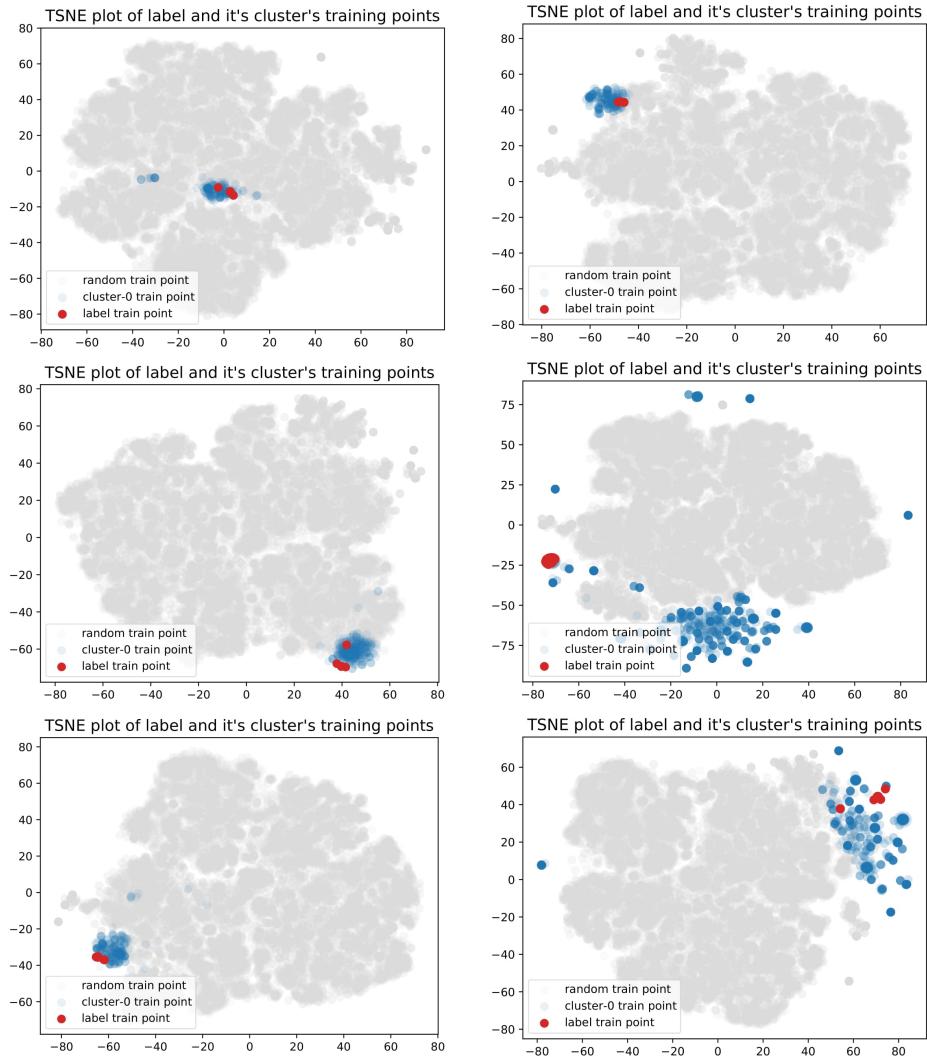 TSNE plot of label and it's cluster's training points
80
60
40
20
0
−20
−40
−60
−80
random train point
cluster-0 train point
label train point
−80 −60 −40 −20 0 20 40 60 80
TSNE plot of label and it's cluster's training points
80
60
40
20
0
−20
−40
−60
−80
random train point
cluster-0 train point
label train point
−80 −60 −40 −20 0 20 40 60
TSNE plot of label and it's cluster's training points
80
60
40
20
0
−20
−40
−60
random train point
cluster-0 train point
label train point
−80 −60 −40 −20 0 20 40 60 80
TSNE plot of label and it's cluster's training points
75
50
25
0
−25
−50
−75
random train point
cluster-0 train point
label train point
−80 −60 −40 −20 0 20 40 60 80
TSNE plot of label and it's cluster's training points
80
60
40
20
0
−20
−40
−60
random train point
cluster-0 train point
label train point
−80 −60 −40 −20 0 20 40 60 80
TSNE plot of label and it's cluster's training points
60
40
20
0
−20
−40
−60
−80
random train point
cluster-0 train point
label train point
−80 −60 −40 −20 0 20 40 60 80